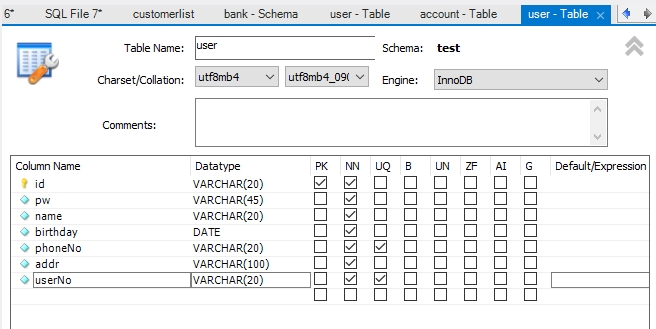 6* SQL File 7* customerlist bank - Schema user - Table account - Table user - Table
Table Name: user Schema: test
Charset/Collation: utf8mb4 utf8mb4_090 Engine: InnoDB
Comments:
Column Name Datatype PK NN UQ B UN ZF AI G Default/Expression
id VARCHAR(20)
pw VARCHAR(45)
name VARCHAR(20)
birthday DATE
phoneNo VARCHAR(20)
addr VARCHAR(100)
userNo VARCHAR(20)